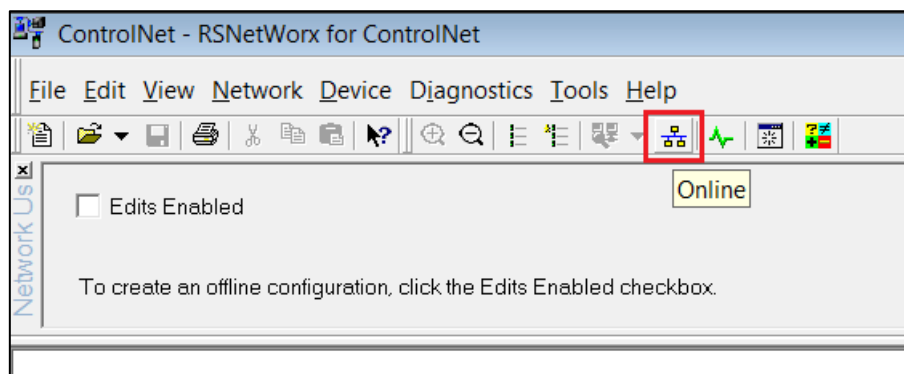 ControlNet - RSNetWorx for ControlNet
File Edit View Network Device Diagnostics Tools Help
Online
Network Us
Edits Enabled
To create an offline configuration, click the Edits Enabled checkbox.